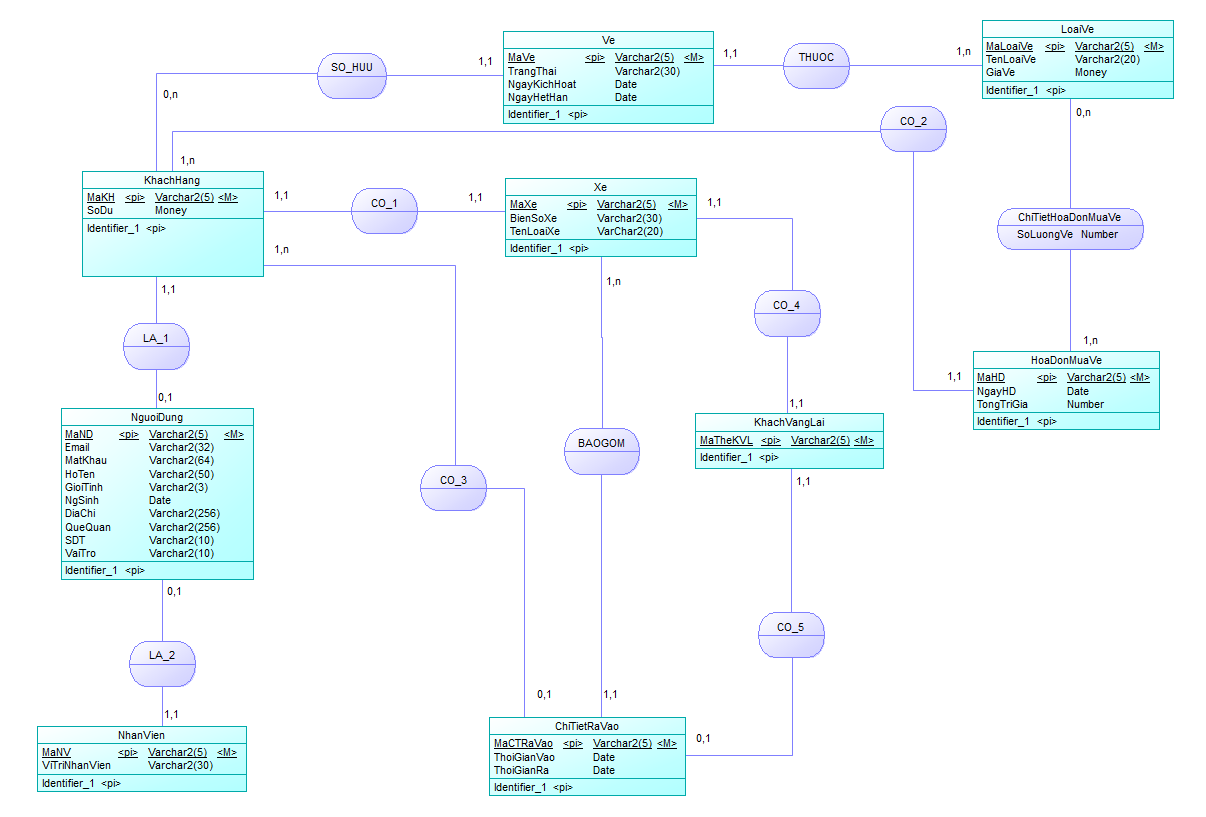 Ve
MaVe <pi> Varchar2(5) <M>
TrangThai Varchar2(30)
NgayKichHoat Date
NgayHetHan Date
Identifier_1 <pi>
LoaiVe
MaLoaiVe <pi> Varchar2(5) <M>
TenLoaiVe Varchar2(20)
GiaVe Money
Identifier_1 <pi>
SO_HUU
1,1
0,n
THUOC
1,1
1,n
CO_2
1,n
1,1
KhachHang
MaKH <pi> Varchar2(5) <M>
SoDu Money
Identifier_1 <pi>
CO_1
1,1
1,1
Xe
MaXe <pi> Varchar2(5) <M>
BienSoXe Varchar2(30)
TenLoaiXe VarChar2(20)
Identifier_1 <pi>
0,n
ChiTietHoaDonMuaVe
SoLuongVe Number
1,n
1,1
CO_4
1,1
1,n
1,n
1,1
LA_1
0,1
HoaDonMuaVe
MaHD <pi> Varchar2(5) <M>
NgayHD Date
TongTriGia Number
Identifier_1 <pi>
NguoiDung
MaND <pi> Varchar2(5) <M>
Email Varchar2(32)
MatKhau Varchar2(64)
HoTen Varchar2(50)
GioiTinh Varchar2(3)
NgSinh Date
DiaChi Varchar2(256)
QueQuan Varchar2(256)
SDT Varchar2(10)
VaiTro Varchar2(10)
Identifier_1 <pi>
KhachVangLai
MaTheKVL <pi> Varchar2(5) <M>
Identifier_1 <pi>
BAOGOM
CO_3
1,1
0,1
CO_5
LA_2
0,1
1,1
1,1
0,1
ChiTietRaVao
MaCTRaVao <pi> Varchar2(5) <M>
ThoiGianVao Date
ThoiGianRa Date
Identifier_1 <pi>
NhanVien
MaNV <pi> Varchar2(5) <M>
ViTriNhanVien Varchar2(30)
Identifier_1 <pi>